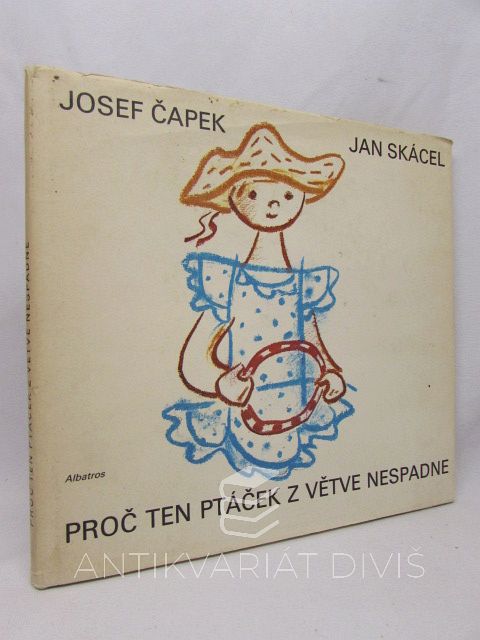 JOSEF ČAPEK
JAN SKÁCEL
PROČ TEN PTÁČEK Z VĚTVE NESPADNE
Albatros
PROČ TEN PTÁČEK Z VĚTVE NESPADNE
ANTIKVARIÁT DIVIŠ